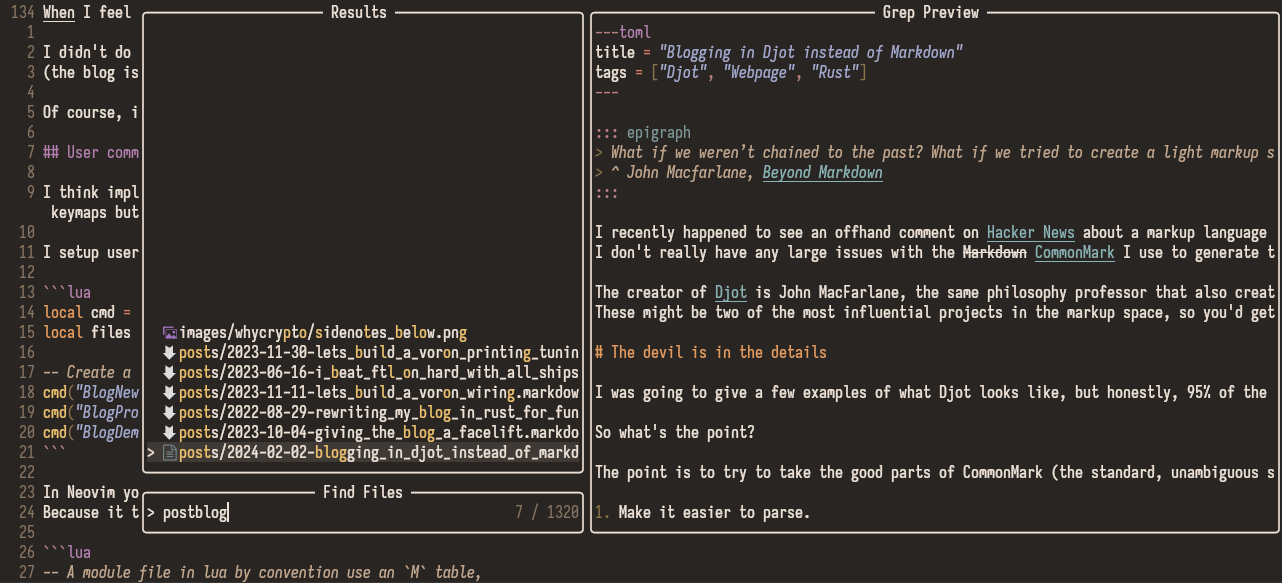 134 When I feel
1
2 I didn't do
3 (the blog is
4
5 Of course, i
6
7 ## User comm
8
9 I think impl
keymaps but
10
11 I setup user
12
13 ```lua
14 local cmd =
15 local files
16
17 -- Create a
18 cmd("BlogNew
19 cmd("BlogPro
20 cmd("BlogDem
21 ```
22
23 In Neovim yo
24 Because it t
25
26 ```lua
27 -- A module file in lua by convention use an `M` table,
Results
images/whycrypto/sidenotes_below.png
posts/2023-11-30-lets_build_a_voron_printing_tunin
posts/2023-06-16-i_beat_ftl_on_hard_with_all_ships
posts/2023-11-11-lets_build_a_voron_wiring.markdow
posts/2022-08-29-rewriting_my_blog_in_rust_for_fun
posts/2023-10-04-giving_the_blog_a_facelift.markdo
> posts/2024-02-02-blogging_in_djot_instead_of_markd
Find Files
> postblog 7 / 1320
Grep Preview
---toml
title = "Blogging in Djot instead of Markdown"
tags = ["Djot", "Webpage", "Rust"]
---
::: epigraph
> What if we weren’t chained to the past? What if we tried to create a light markup s
> ^ John Macfarlane, Beyond Markdown
:::
I recently happened to see an offhand comment on Hacker News about a markup language
I don't really have any large issues with the Markdown CommonMark I use to generate t
The creator of Djot is John MacFarlane, the same philosophy professor that also creat
These might be two of the most influential projects in the markup space, so you'd get
# The devil is in the details
I was going to give a few examples of what Djot looks like, but honestly, 95% of the
So what's the point?
The point is to try to take the good parts of CommonMark (the standard, unambiguous s
1. Make it easier to parse.